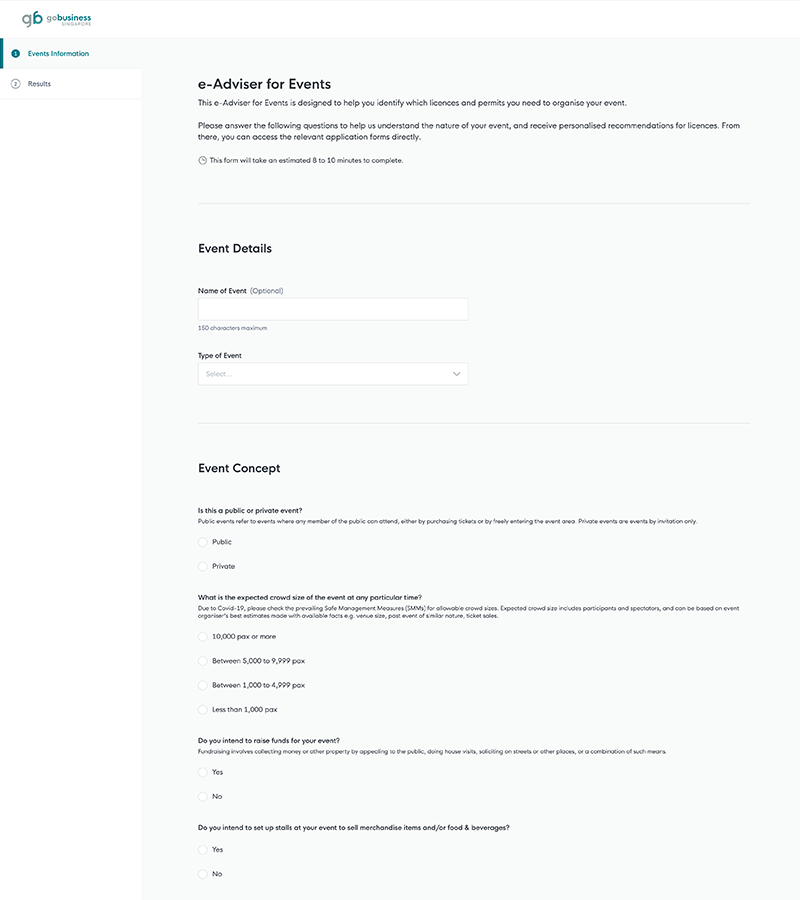 gb gobusiness
SINGAPORE
1 Events Information
2 Results
e-Adviser for Events
This e-Adviser for Events is designed to help you identify which licences and permits you need to organise your event.
Please answer the following questions to help us understand the nature of your event, and receive personalised recommendations for licences. From
there, you can access the relevant application forms directly.
This form will take an estimated 8 to 10 minutes to complete.
Event Details
Name of Event (Optional)
150 characters maximum
Type of Event
Select...
Event Concept
Is this a public or private event?
Public events refer to events where any member of the public can attend, either by purchasing tickets or by freely entering the event area. Private events are events by invitation only.
Public
Private
What is the expected crowd size of the event at any particular time?
Due to Covid-19, please check the prevailing Safe Management Measures (SMMs) for allowable crowd sizes. Expected crowd size includes participants and spectators, and can be based on event
organiser's best estimates made with available facts e.g. venue size, past event of similar nature, ticket sales.
10,000 pax or more
Between 5,000 to 9,999 pax
Between 1,000 to 4,999 pax
Less than 1,000 pax
Do you intend to raise funds for your event?
Fundraising involves collecting money or other property by appealing to the public, doing house visits, soliciting on streets or other places, or a combination of such means.
Yes
No
Do you intend to set up stalls at your event to sell merchandise items and/or food & beverages?
Yes
No